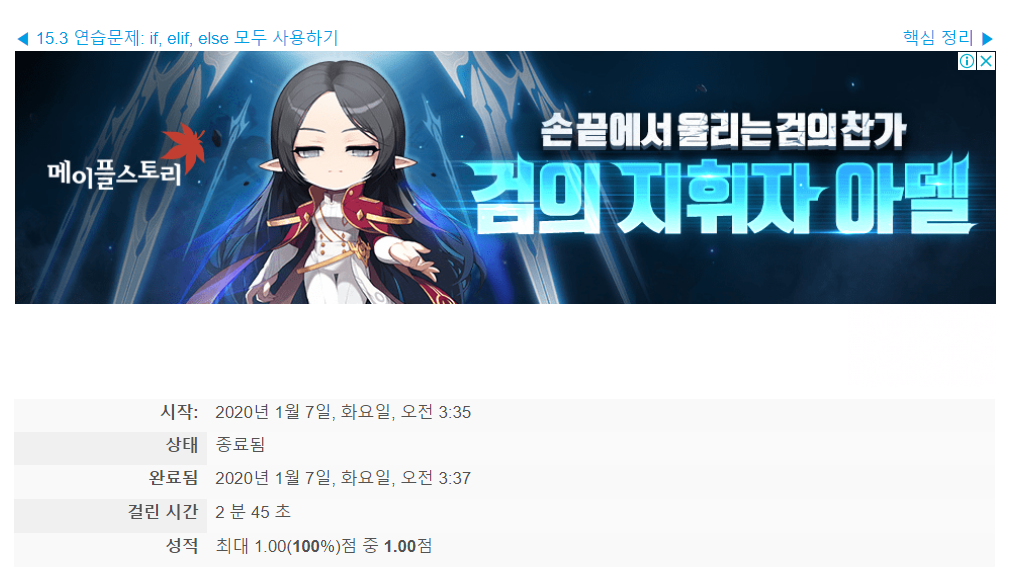 ◀ 15.3 연습문제: if, elif, else 모두 사용하기
핵심 정리 ▶
메이플스토리
손끝에서 울리는 검의 찬가
검의 지휘자 아델
시작: 2020년 1월 7일, 화요일, 오전 3:35
상태 종료됨
완료됨 2020년 1월 7일, 화요일, 오전 3:37
걸린 시간 2 분 45 초
성적 최대 1.00(100%)점 중 1.00점